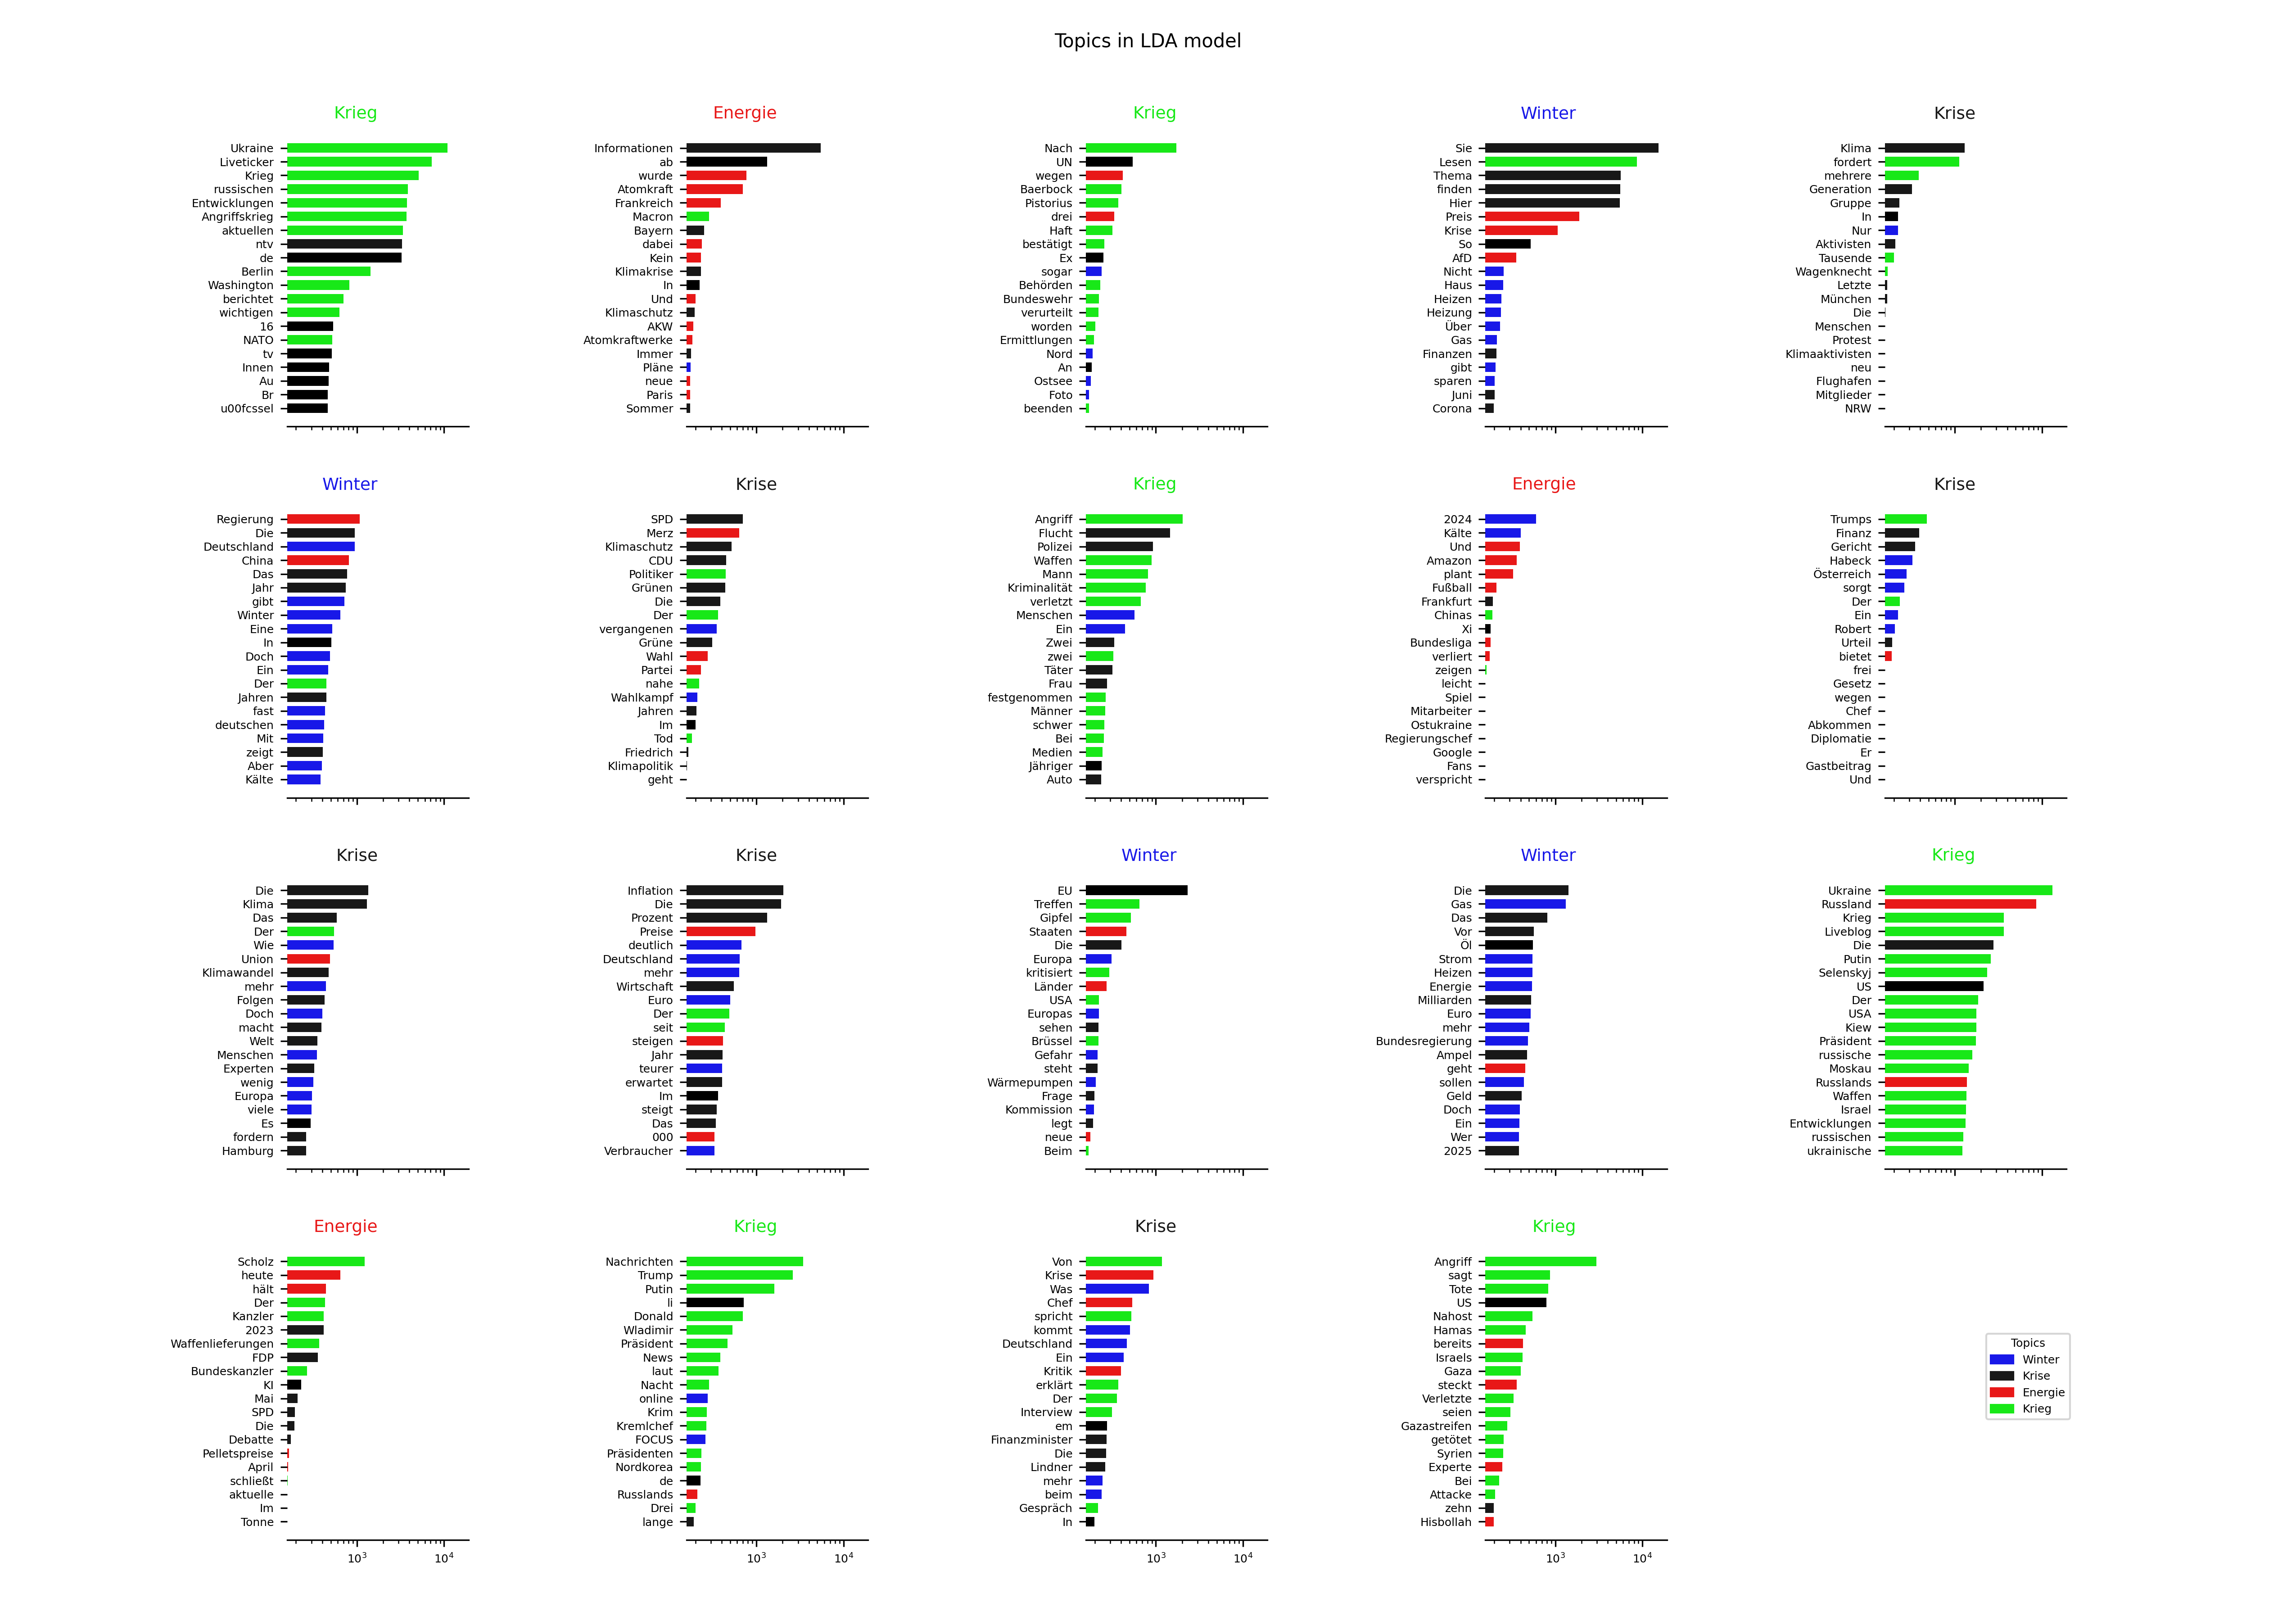 Topics in LDA model
Krieg
Ukraine
Liveticker
Krieg
russischen
Entwicklungen
Angriffskrieg
aktuellen
ntv
de
Berlin
Washington
berichtet
wichtigen
16
NATO
tv
Innen
Au
Br
u00fcssel
Energie
Informationen
ab
wurde
Atomkraft
Frankreich
Macron
Bayern
dabei
Kein
Klimakrise
In
Und
Klimaschutz
AKW
Atomkraftwerke
Immer
Pläne
neue
Paris
Sommer
Krieg
Nach
UN
wegen
Baerbock
Pistorius
drei
Haft
bestätigt
Ex
sogar
Behörden
Bundeswehr
verurteilt
worden
Ermittlungen
Nord
An
Ostsee
Foto
beenden
Winter
Sie
Lesen
Thema
finden
Hier
Preis
Krise
So
AfD
Nicht
Haus
Heizen
Heizung
Über
Gas
Finanzen
gibt
sparen
Juni
Corona
Krise
Klima
fordert
mehrere
Generation
Gruppe
In
Nur
Aktivisten
Tausende
Wagenknecht
Letzte
München
Die
Menschen
Protest
Klimaaktivisten
neu
Flughafen
Mitglieder
NRW
Winter
Regierung
Die
Deutschland
China
Das
Jahr
gibt
Winter
Eine
In
Doch
Ein
Der
Jahren
fast
deutschen
Mit
zeigt
Aber
Kälte
Krise
SPD
Merz
Klimaschutz
CDU
Politiker
Grünen
Die
Der
vergangenen
Grüne
Wahl
Partei
nahe
Wahlkampf
Jahren
Im
Tod
Friedrich
Klimapolitik
geht
Krieg
Angriff
Flucht
Polizei
Waffen
Mann
Kriminalität
verletzt
Menschen
Ein
Zwei
zwei
Täter
Frau
festgenommen
Männer
schwer
Bei
Medien
Jähriger
Auto
Energie
2024
Kälte
Und
Amazon
plant
Fußball
Frankfurt
Chinas
Xi
Bundesliga
verliert
zeigen
leicht
Spiel
Mitarbeiter
Ostukraine
Regierungschef
Google
Fans
verspricht
Krise
Trumps
Finanz
Gericht
Habeck
Österreich
sorgt
Der
Ein
Robert
Urteil
bietet
frei
Gesetz
wegen
Chef
Abkommen
Diplomatie
Er
Gastbeitrag
Und
Krise
Die
Klima
Das
Der
Wie
Union
Klimawandel
mehr
Folgen
Doch
macht
Welt
Menschen
Experten
wenig
Europa
viele
Es
fordern
Hamburg
Krise
Inflation
Die
Prozent
Preise
deutlich
Deutschland
mehr
Wirtschaft
Euro
Der
seit
steigen
Jahr
teurer
erwartet
Im
steigt
Das
000
Verbraucher
Winter
EU
Treffen
Gipfel
Staaten
Die
Europa
kritisiert
Länder
USA
Europas
sehen
Brüssel
Gefahr
steht
Wärmepumpen
Frage
Kommission
legt
neue
Beim
Winter
Die
Gas
Das
Vor
Öl
Strom
Heizen
Energie
Milliarden
Euro
mehr
Bundesregierung
Ampel
geht
sollen
Geld
Doch
Ein
Wer
2025
Krieg
Ukraine
Russland
Krieg
Liveblog
Die
Putin
Selenskyj
US
Der
USA
Kiew
Präsident
russische
Moskau
Russlands
Waffen
Israel
Entwicklungen
russischen
ukrainische
Energie
Scholz
heute
hält
Der
Kanzler
2023
Waffenlieferungen
FDP
Bundeskanzler
KI
Mai
SPD
Die
Debatte
Pelletspreise
April
schließt
aktuelle
Im
Tonne
10³ 10⁴
Krieg
Nachrichten
Trump
Putin
li
Donald
Wladimir
Präsident
News
laut
Nacht
online
Krim
Kremlchef
FOCUS
Präsidenten
Nordkorea
de
Russlands
Drei
lange
10³ 10⁴
Krise
Von
Krise
Was
Chef
spricht
kommt
Deutschland
Ein
Kritik
erklärt
Der
Interview
em
Finanzminister
Die
Lindner
mehr
beim
Gespräch
In
10³ 10⁴
Krieg
Angriff
sagt
Tote
US
Nahost
Hamas
bereits
Israels
Gaza
steckt
Verletzte
seien
Gazastreifen
getötet
Syrien
Experte
Bei
Attacke
zehn
Hisbollah
10³ 10⁴
Topics
Winter
Krise
Energie
Krieg